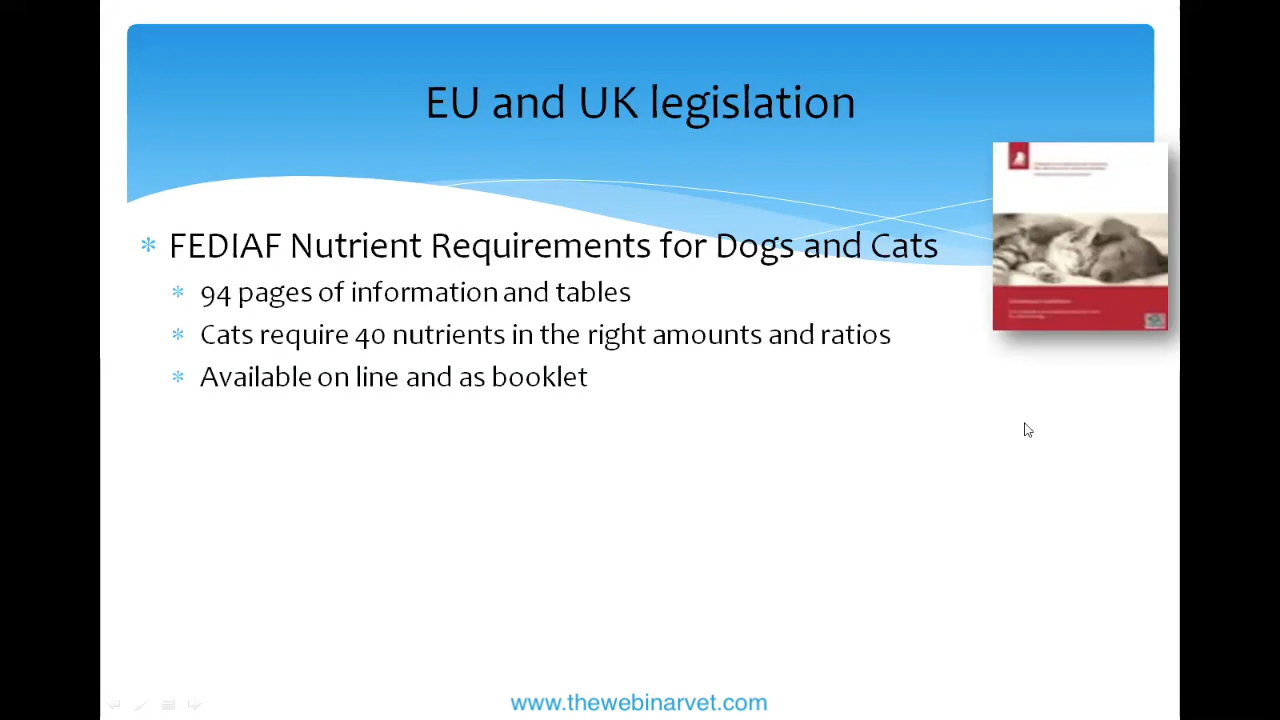 EU and UK legislation
FEDIAF Nutrient Requirements for Dogs and Cats
94 pages of information and tables
Cats require 40 nutrients in the right amounts and ratios
Available on line and as booklet
www.thewebinarvet.com